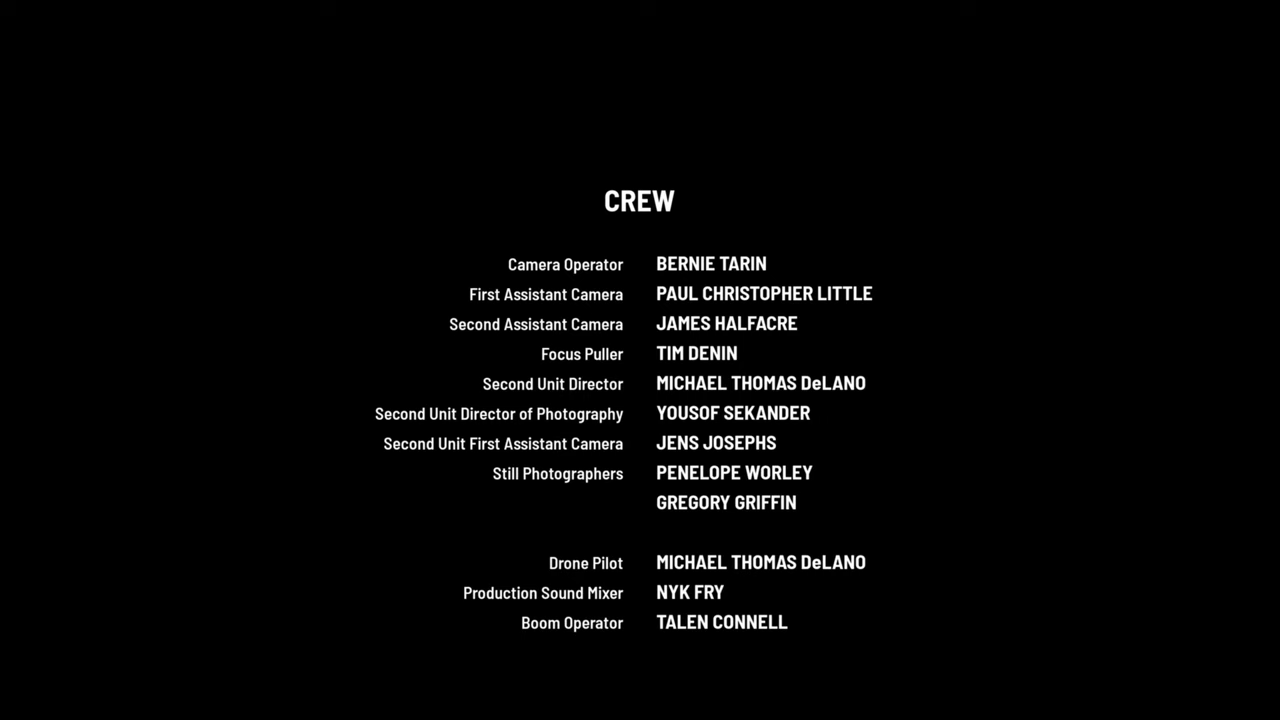 CREW
Camera Operator BERNIE TARIN
First Assistant Camera PAUL CHRISTOPHER LITTLE
Second Assistant Camera JAMES HALFACRE
Focus Puller TIM DENIN
Second Unit Director MICHAEL THOMAS DeLANO
Second Unit Director of Photography YOUSOF SEKANDER
Second Unit First Assistant Camera JENS JOSEPHS
Still Photographers PENELOPE WORLEY
GREGORY GRIFFIN
Drone Pilot MICHAEL THOMAS DeLANO
Production Sound Mixer NYK FRY
Boom Operator TALEN CONNELL